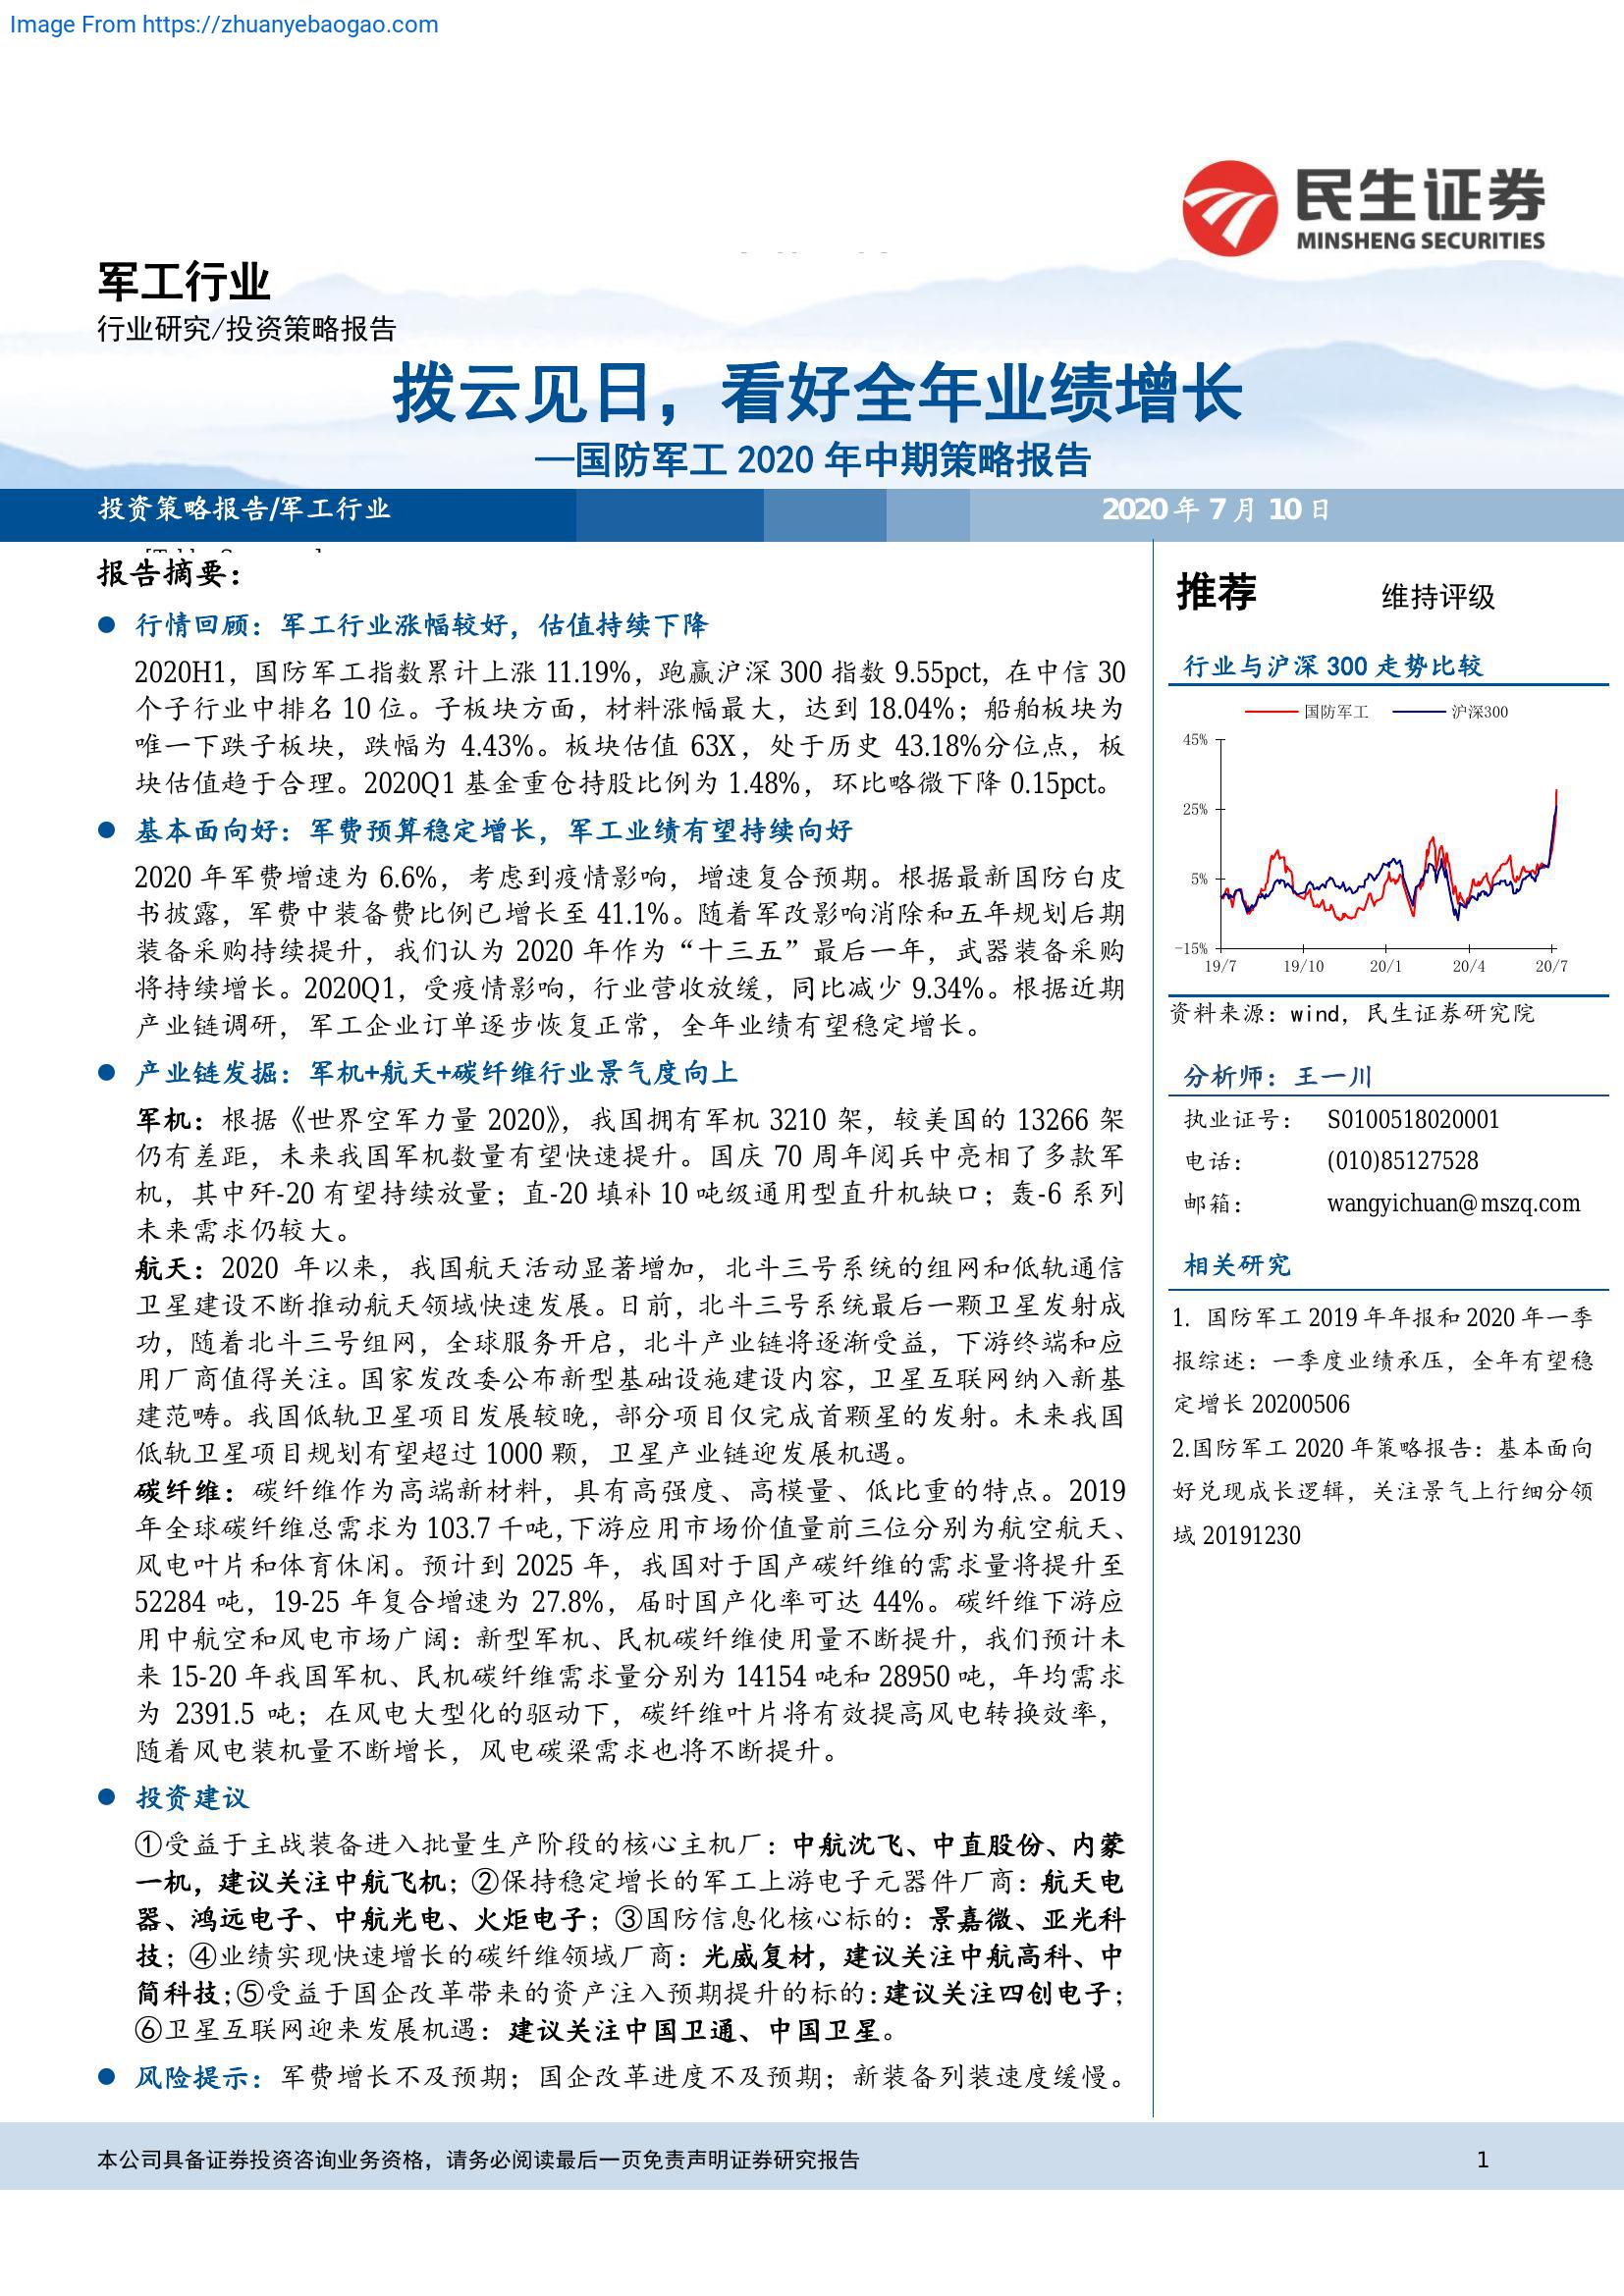 Image From https://zhuanyebaogao.com
民生证券
MINSHENG SECURITIES
军工行业
行业研究/投资策略报告
拨云见日，看好全年业绩增长
—国防军工 2020 年中期策略报告
投资策略报告/军工行业
2020 年 7 月 10 日
报告摘要：
● 行情回顾：军工行业涨幅较好，估值持续下降
2020H1，国防军工指数累计上涨 11.19%，跑赢沪深 300 指数 9.55pct，在中信 30
个子行业中排名 10 位。子板块方面，材料涨幅最大，达到 18.04%；船舶板块为
唯一下跌子板块，跌幅为 4.43%。板块估值 63X，处于历史 43.18%分位点，板
块估值趋于合理。2020Q1 基金重仓持股比例为 1.48%，环比略微下降 0.15pct。
● 基本面向好：军费预算稳定增长，军工业绩有望持续向好
2020 年军费增速为 6.6%，考虑到疫情影响，增速复合预期。根据最新国防白皮
书披露，军费中装备费比例已增长至 41.1%。随着军改影响消除和五年规划后期
装备采购持续提升，我们认为 2020 年作为“十三五”最后一年，武器装备采购
将持续增长。2020Q1，受疫情影响，行业营收放缓，同比减少 9.34%。根据近期
产业链调研，军工企业订单逐步恢复正常，全年业绩有望稳定增长。
● 产业链发掘：军机+航天+碳纤维行业景气度向上
军机：根据《世界空军力量 2020》，我国拥有军机 3210 架，较美国的 13266 架
仍有差距，未来我国军机数量有望快速提升。国庆 70 周年阅兵中亮相了多款军
机，其中歼-20 有望持续放量；直-20 填补 10 吨级通用型直升机缺口；轰-6 系列
未来需求仍较大。
航天：2020 年以来，我国航天活动显著增加，北斗三号系统的组网和低轨通信
卫星建设不断推动航天领域快速发展。日前，北斗三号系统最后一颗卫星发射成
功，随着北斗三号组网，全球服务开启，北斗产业链将逐渐受益，下游终端和应
用厂商值得关注。国家发改委公布新型基础设施建设内容，卫星互联网纳入新基
建范畴。我国低轨卫星项目发展较晚，部分项目仅完成首颗星的发射。未来我国
低轨卫星项目规划有望超过 1000 颗，卫星产业链迎发展机遇。
碳纤维：碳纤维作为高端新材料，具有高强度、高模量、低比重的特点。2019
年全球碳纤维总需求为 103.7 千吨，下游应用市场价值量前三位分别为航空航天、
风电叶片和体育休闲。预计到 2025 年，我国对于国产碳纤维的需求量将提升至
52284 吨，19-25 年复合增速为 27.8%，届时国产化率可达 44%。碳纤维下游应
用中航空和风电市场广阔：新型军机、民机碳纤维使用量不断提升，我们预计未
来 15-20 年我国军机、民机碳纤维需求量分别为 14154 吨和 28950 吨，年均需求
为 2391.5 吨；在风电大型化的驱动下，碳纤维叶片将有效提高风电转换效率，
随着风电装机量不断增长，风电碳梁需求也将不断提升。
● 投资建议
①受益于主战装备进入批量生产阶段的核心主机厂：中航沈飞、中直股份、内蒙
一机，建议关注中航飞机；②保持稳定增长的军工上游电子元器件厂商：航天电
器、鸿远电子、中航光电、火炬电子；③国防信息化核心标的：景嘉微、亚光科
技；④业绩实现快速增长的碳纤维领域厂商：光威复材，建议关注中航高科、中
简科技；⑤受益于国企改革带来的资产注入预期提升的标的：建议关注四创电子；
⑥卫星互联网迎来发展机遇：建议关注中国卫通、中国卫星。
● 风险提示：军费增长不及预期；国企改革进度不及预期；新装备列装速度缓慢。
推荐 维持评级
行业与沪深 300 走势比较
国防军工 沪深300
45%
25%
5%
-15%
19/7 19/10 20/1 20/4 20/7
资料来源：wind，民生证券研究院
分析师：王一川
执业证号： S0100518020001
电话： (010)85127528
邮箱： wangyichuan@mszq.com
相关研究
1. 国防军工 2019 年年报和 2020 年一季
报综述：一季度业绩承压，全年有望稳
定增长 20200506
2.国防军工 2020 年策略报告：基本面向
好兑现成长逻辑，关注景气上行细分领
域 20191230
本公司具备证券投资咨询业务资格，请务必阅读最后一页免责声明证券研究报告 1